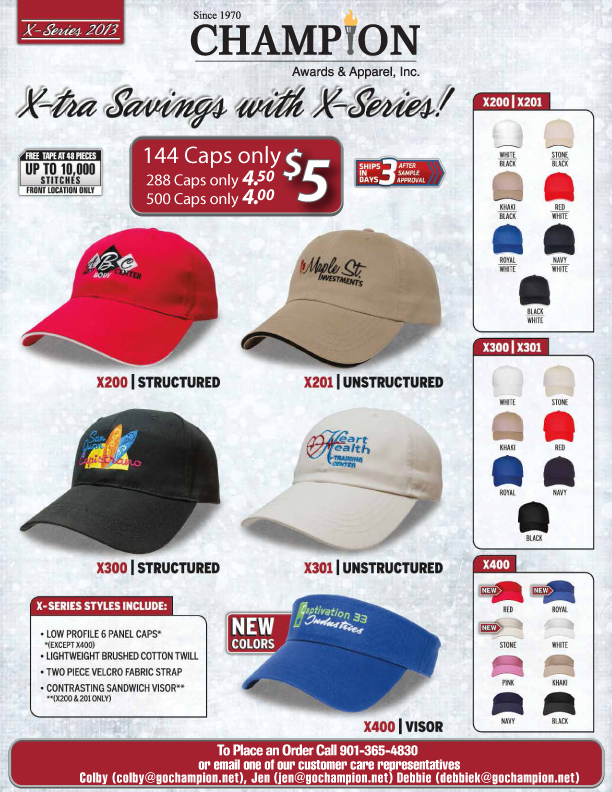 X-Series 2013
Since 1970
CHAMPION
Awards & Apparel, Inc.
X-tra Savings with X-Series!
FREE TAPE AT 48 PIECES
UP TO 10,000
STITCHES
FRONT LOCATION ONLY
144 Caps only $5
288 Caps only 4.50
500 Caps only 4.00
SHIPS IN 3 DAYS
AFTER SAMPLE APPROVAL
ABC
BODY CENTER
Maple St.
INVESTMENTS
X200 | STRUCTURED
X201 | UNSTRUCTURED
San Juan
Capistrano
Heart
Health
TRAINING
CENTER
X300 | STRUCTURED
X301 | UNSTRUCTURED
X-SERIES STYLES INCLUDE:
• LOW PROFILE 6 PANEL CAPS*
*(EXCEPT X400)
• LIGHTWEIGHT BRUSHED COTTON TWILL
• TWO PIECE VELCRO FABRIC STRAP
• CONTRASTING SANDWICH VISOR**
**(X200 & 201 ONLY)
NEW
COLORS
Captivation 33
Industries
X400 | VISOR
X200 | X201
WHITE
BLACK
STONE
BLACK
KHAKI
BLACK
RED
WHITE
ROYAL
WHITE
NAVY
WHITE
BLACK
WHITE
X300 | X301
WHITE
STONE
KHAKI
RED
ROYAL
NAVY
BLACK
X400
NEW
RED
NEW
ROYAL
NEW
STONE
WHITE
PINK
KHAKI
NAVY
BLACK
To Place an Order Call 901-365-4830
or email one of our customer care representatives
Colby (colby@gochampion.net), Jen (jen@gochampion.net) Debbie (debbiek@gochampion.net)